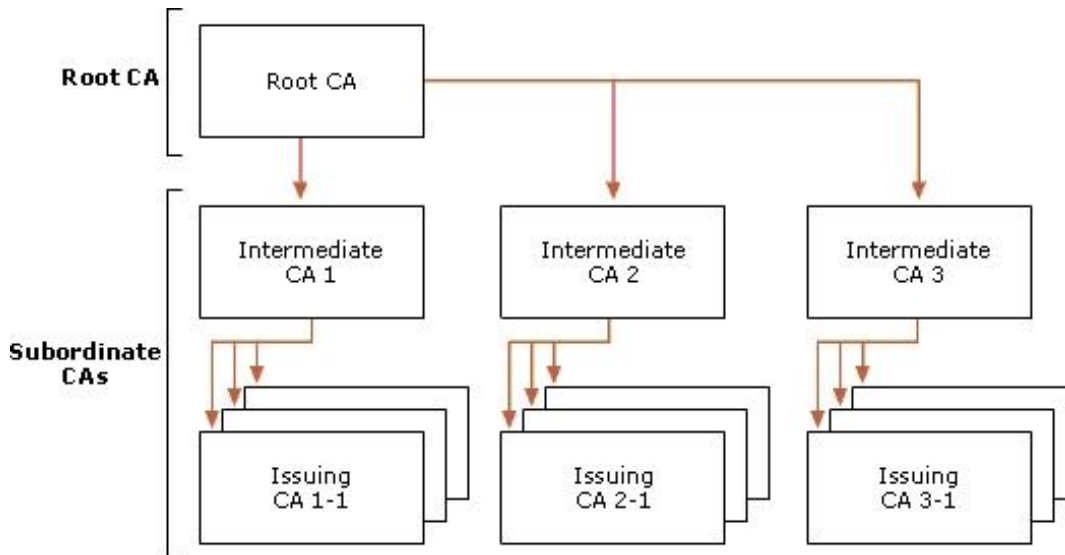 Root CA
Root CA
Intermediate
CA 1
Intermediate
CA 2
Intermediate
CA 3
Subordinate
CAs
Issuing
CA 1-1
Issuing
CA 2-1
Issuing
CA 3-1